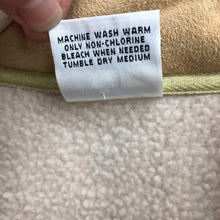 MACHINE WASH WARM
ONLY NON-CHLORINE
BLEACH WHEN NEEDED
TUMBLE DRY MEDIUM